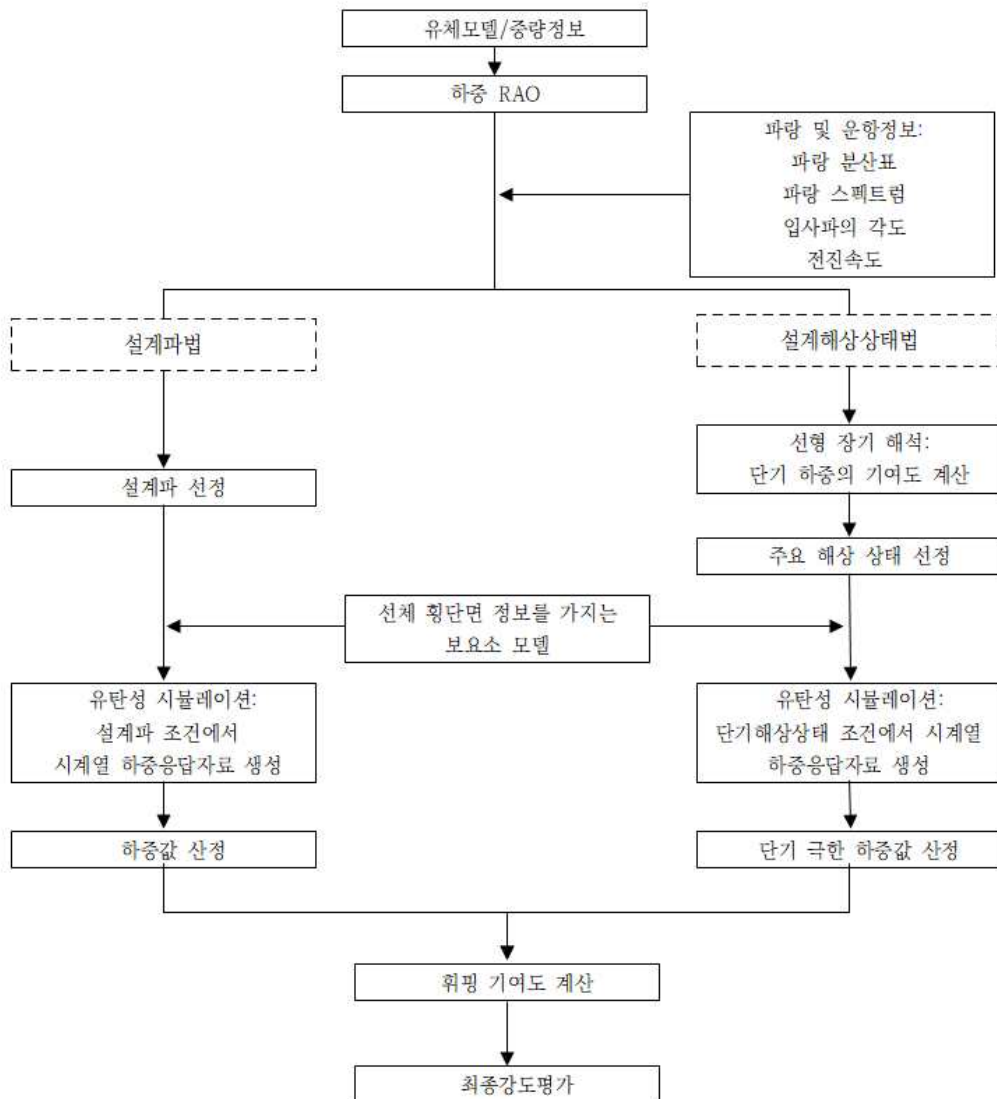 유체모델/중량정보
하중 RAO
파랑 및 운항정보:
파랑 분산표
파랑 스펙트럼
입사파의 각도
전진속도
설계파법
설계해상상태법
선형 장기 해석:
단기 하중의 기여도 계산
설계파 선정
주요 해상 상태 선정
선체 횡단면 정보를 가지는
보요소 모델
유탄성 시뮬레이션:
설계파 조건에서
시계열 하중응답자료 생성
유탄성 시뮬레이션:
단기해상상태 조건에서 시계열
하중응답자료 생성
하중값 산정
단기 극한 하중값 산정
휘핑 기여도 계산
최종강도평가